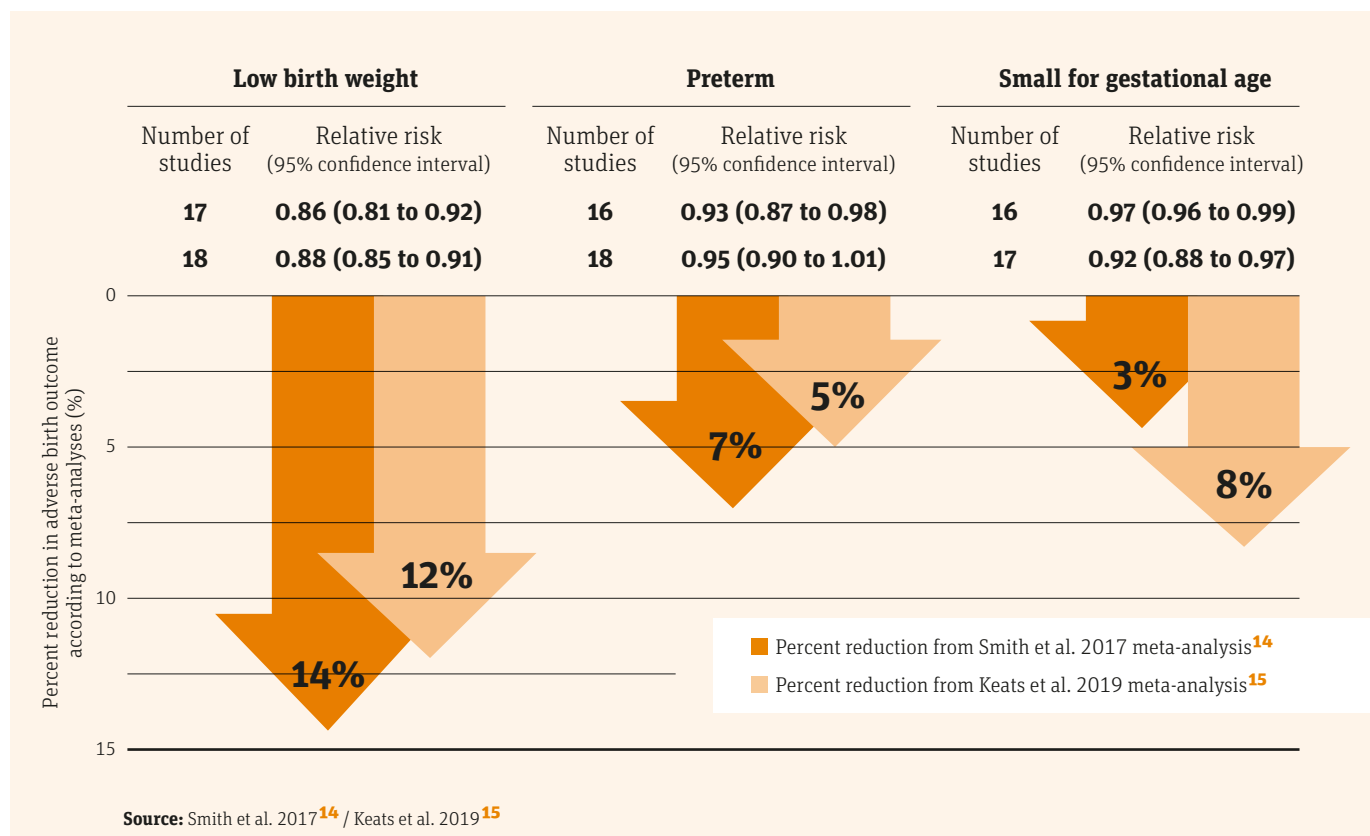 Low birth weight
Preterm
Small for gestational age
Number of studies
Relative risk
(95% confidence interval)
Number of studies
Relative risk
(95% confidence interval)
Number of studies
Relative risk
(95% confidence interval)
17 0.86 (0.81 to 0.92) 16 0.93 (0.87 to 0.98) 16 0.97 (0.96 to 0.99)
18 0.88 (0.85 to 0.91) 18 0.95 (0.90 to 1.01) 17 0.92 (0.88 to 0.97)
Percent reduction in adverse birth outcome
according to meta-analyses (%)
0
5
10
15
14%
12%
7%
5%
3%
8%
Percent reduction from Smith et al. 2017 meta-analysis14
Percent reduction from Keats et al. 2019 meta-analysis15
Source: Smith et al. 201714 / Keats et al. 201915